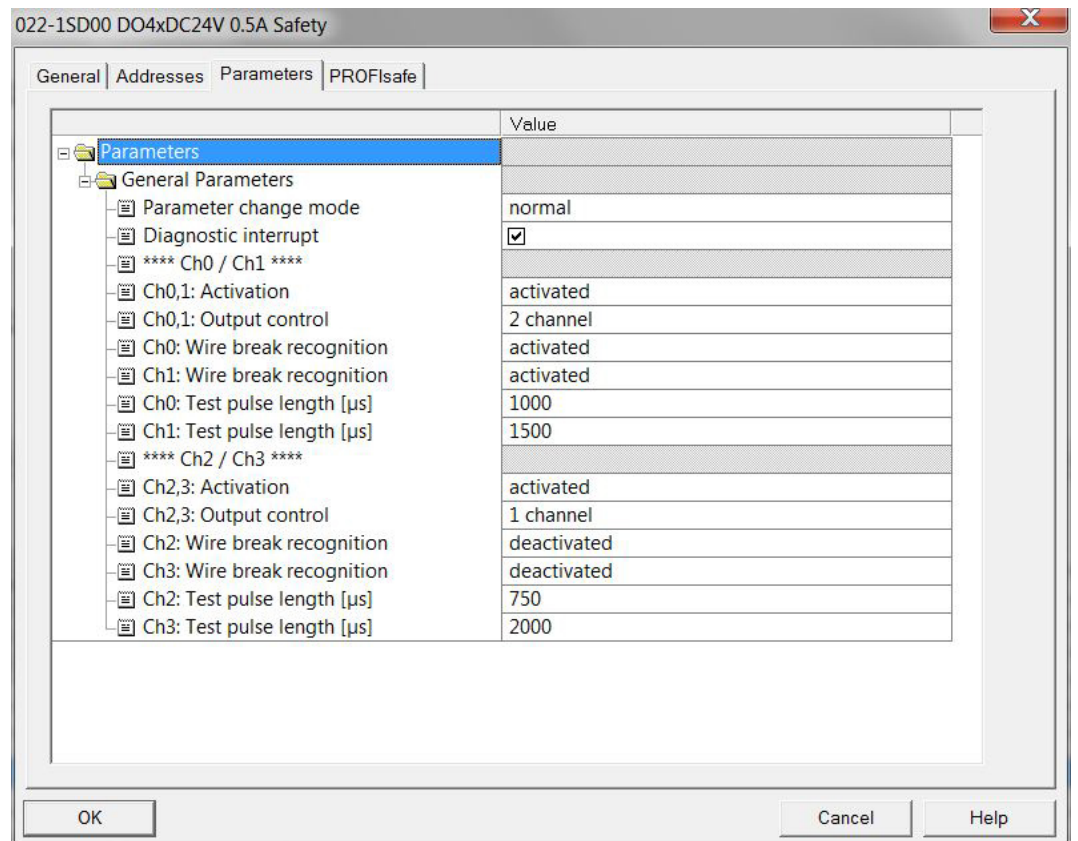 022-1SD00 DO4xDC24V 0.5A Safety
General Addresses Parameters PROFIsafe
Value
Parameters
General Parameters
Parameter change mode normal
Diagnostic interrupt
**** Ch0 / Ch1 ****
Ch0,1: Activation activated
Ch0,1: Output control 2 channel
Ch0: Wire break recognition activated
Ch1: Wire break recognition activated
Ch0: Test pulse length [µs] 1000
Ch1: Test pulse length [µs] 1500
**** Ch2 / Ch3 ****
Ch2,3: Activation activated
Ch2,3: Output control 1 channel
Ch2: Wire break recognition deactivated
Ch3: Wire break recognition deactivated
Ch2: Test pulse length [µs] 750
Ch3: Test pulse length [µs] 2000
OK Cancel Help